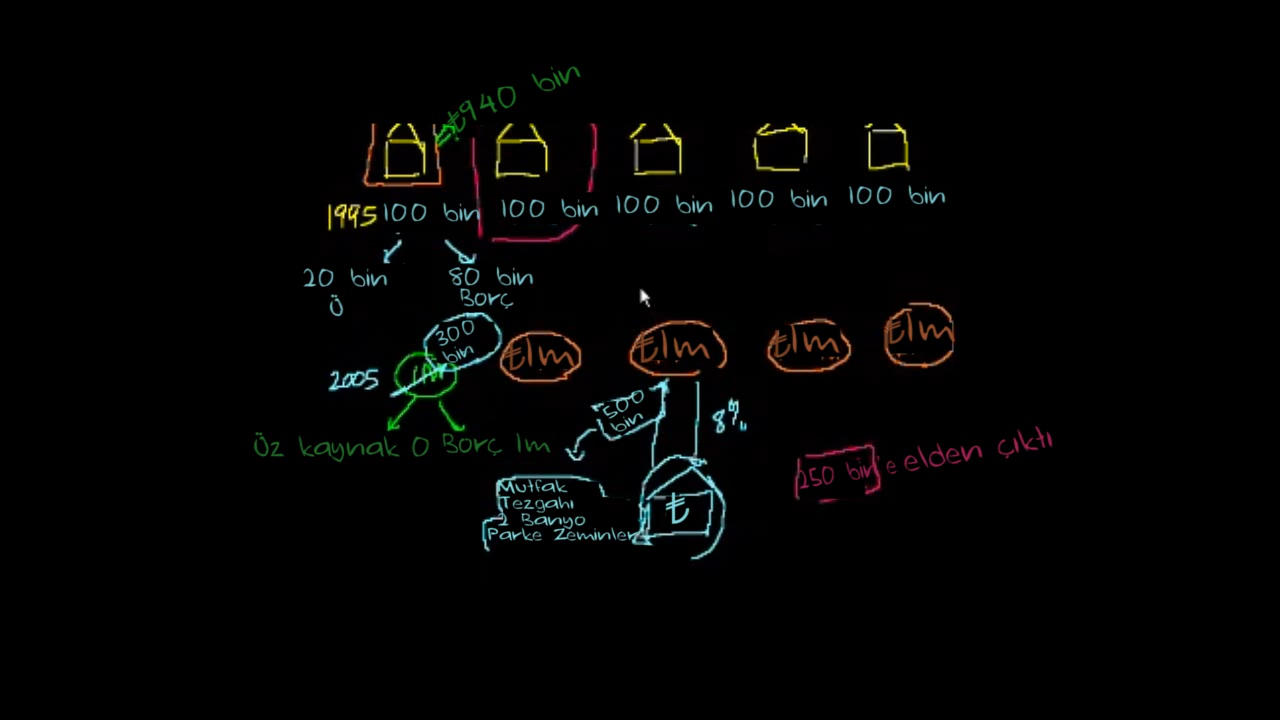 ₺940 bin
1995 100 bin 100 bin 100 bin 100 bin 100 bin
20 bin 80 bin
Ü Borç
300
bin
₺1m ₺1m ₺1m ₺1m
2005 1m
500
bin
8%
Üz kaynak 0 Borç 1m
250 bin'e elden çıktı
Mutfak
Tezgahı
2 Banyo
Parke Zeminler
₺